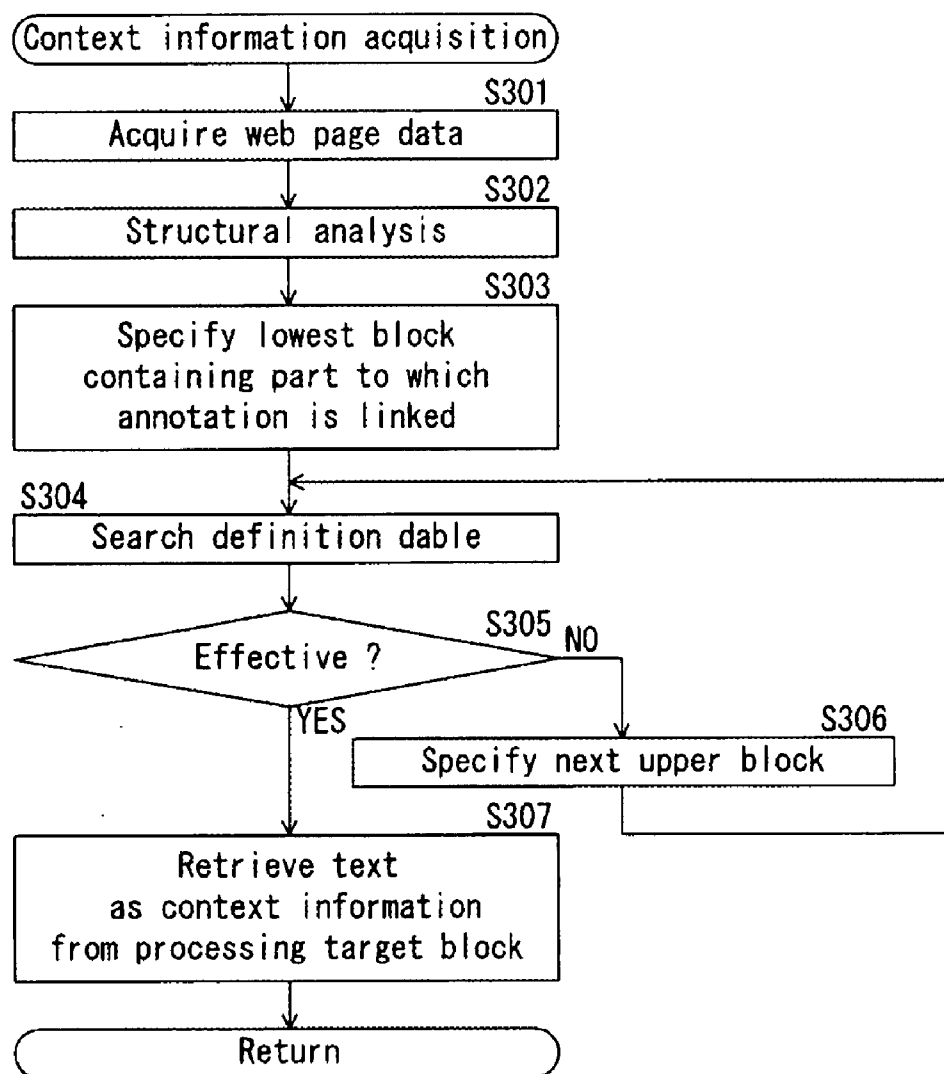 Context information acquisition
S301
Acquire web page data
S302
Structural analysis
S303
Specify lowest block
containing part to which
annotation is linked
S304
Search definition dable
S305
Effective ?
NO
YES
S306
Specify next upper block
S307
Retrieve text
as context information
from processing target block
Return